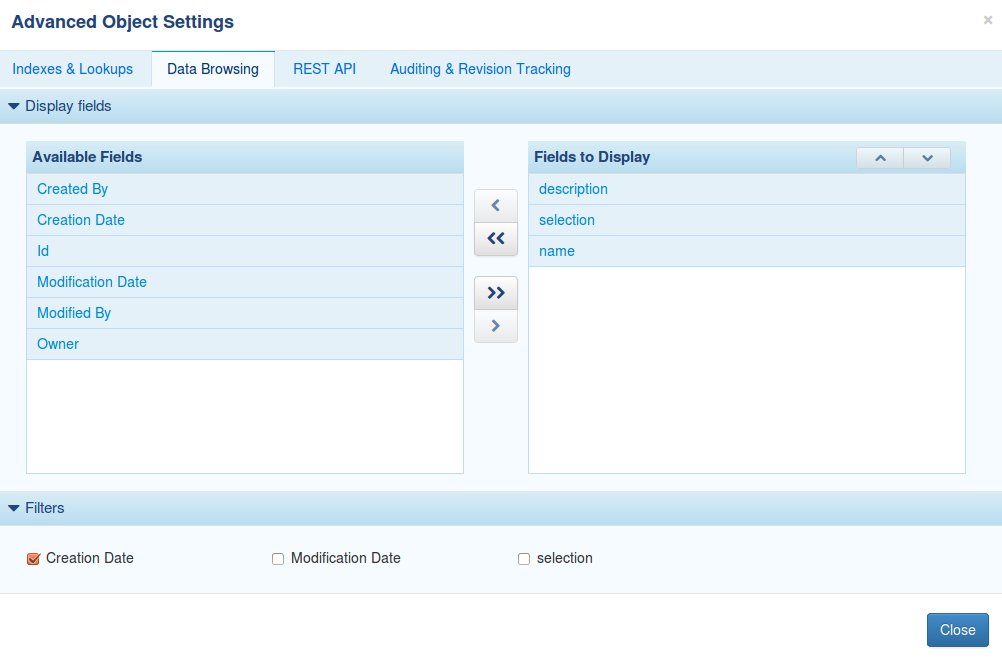 Advanced Object Settings
×
Indexes & Lookups Data Browsing REST API Auditing & Revision Tracking
Display fields
Available Fields
Created By
Creation Date
Id
Modification Date
Modified By
Owner
Fields to Display
description
selection
name
Filters
Creation Date Modification Date selection
Close